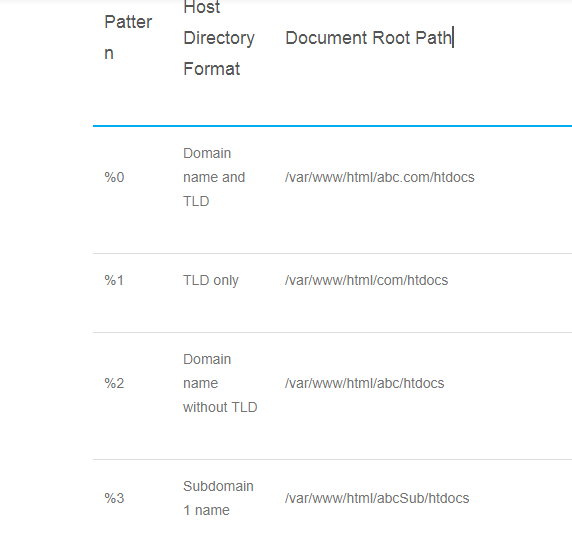 Pattern
Host
Directory
Format
Document Root Path
%0
Domain
name and
TLD
/var/www/html/abc.com/htdocs
%1
TLD only
/var/www/html/com/htdocs
%2
Domain
name
without TLD
/var/www/html/abc/htdocs
%3
Subdomain
1 name
/var/www/html/abcSub/htdocs